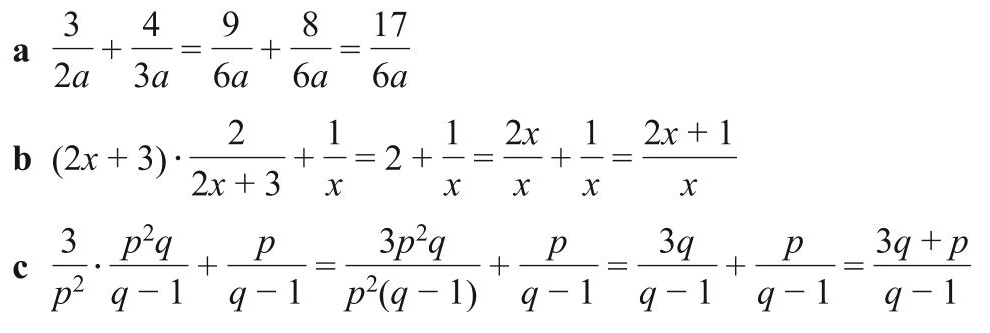 a 3/2a + 4/3a = 9/6a + 8/6a = 17/6a
b (2x + 3) · 2/(2x + 3) + 1/x = 2 + 1/x = 2x/x + 1/x = (2x + 1)/x
c 3/p² · p²q/(q − 1) + p/(q − 1) = 3p²q/(p²(q − 1)) + p/(q − 1) = 3q/(q − 1) + p/(q − 1) = (3q + p)/(q − 1)